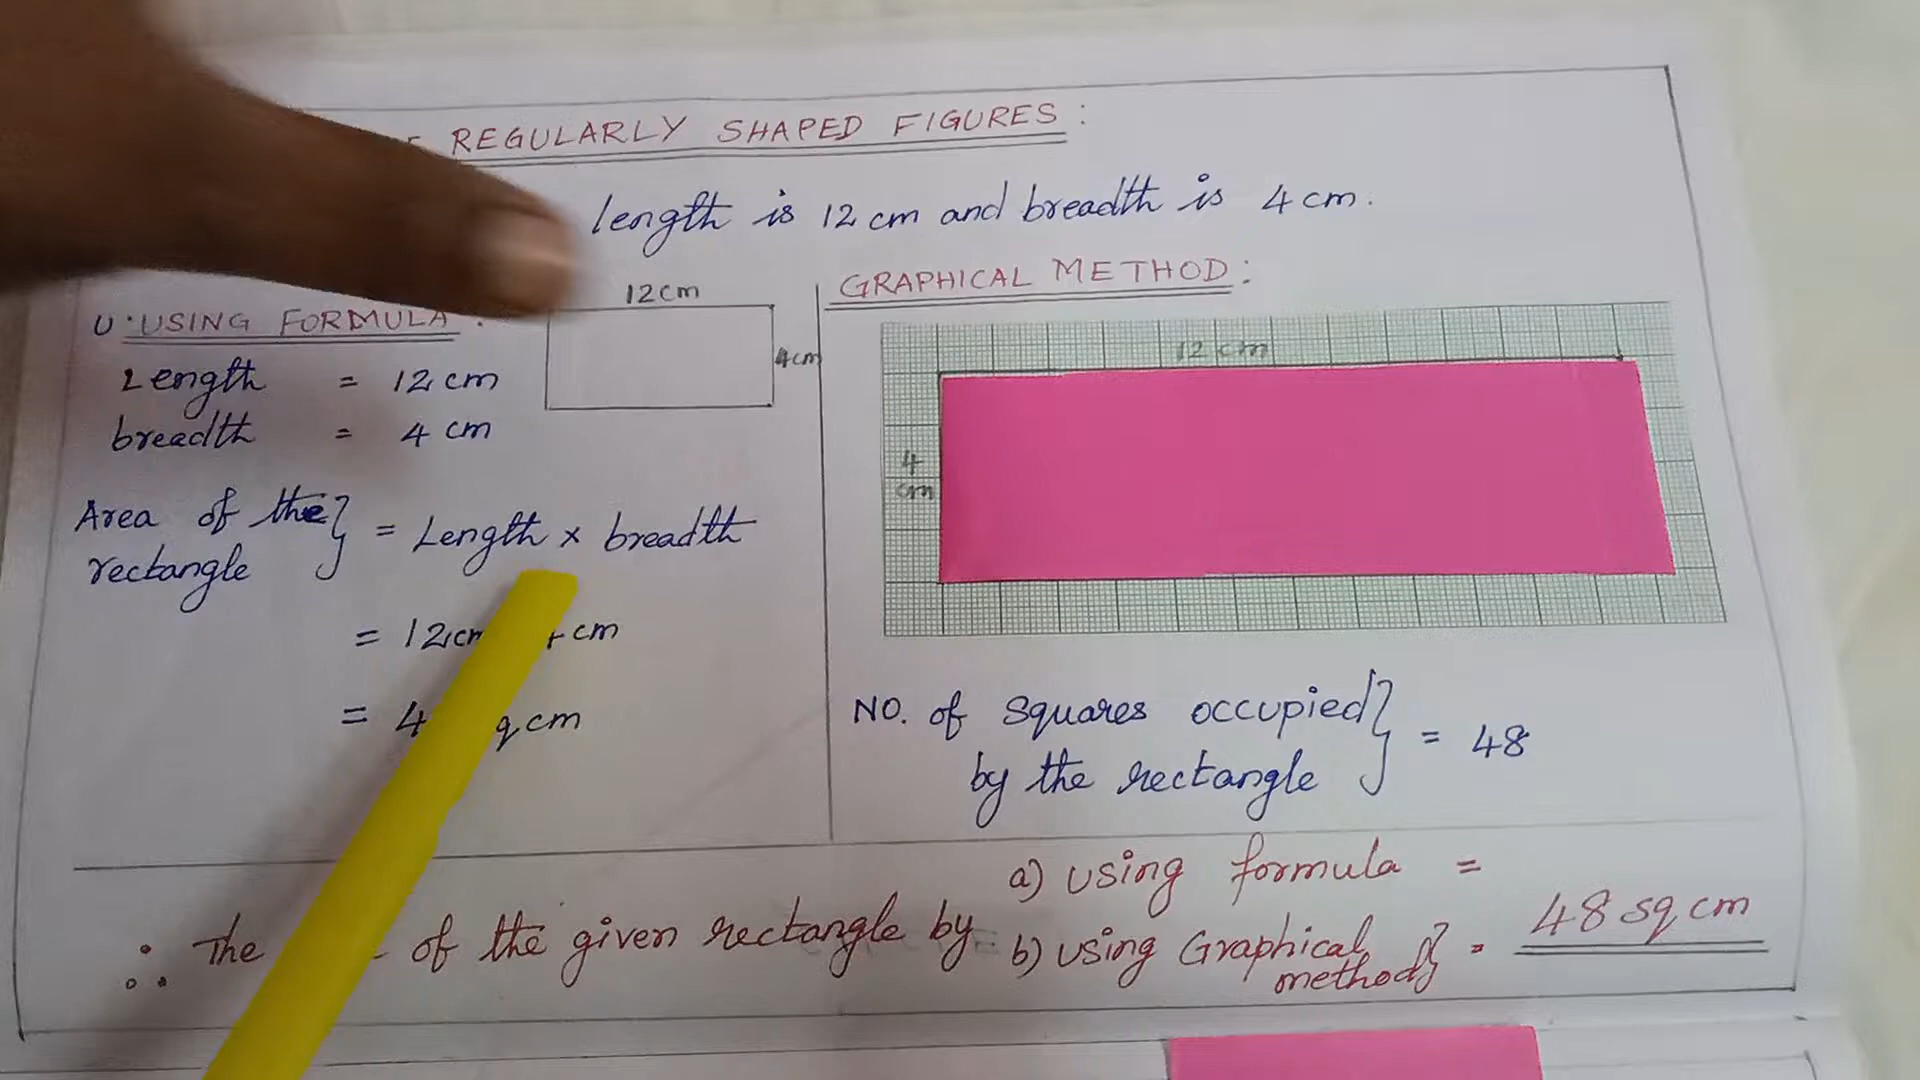 REGULARLY SHAPED FIGURES :
length is 12 cm and breadth is 4 cm.
USING FORMULA :
12cm
4cm
Length = 12 cm
breadth = 4 cm
Area of the } = Length x breadth
rectangle
= 12cm 4 cm
= 4 q cm
GRAPHICAL METHOD :
12 cm
4
cm
NO. of squares occupied } = 48
by the rectangle
∴ The of the given rectangle by
a) using formula =
b) using Graphical } =
method
48 sq cm